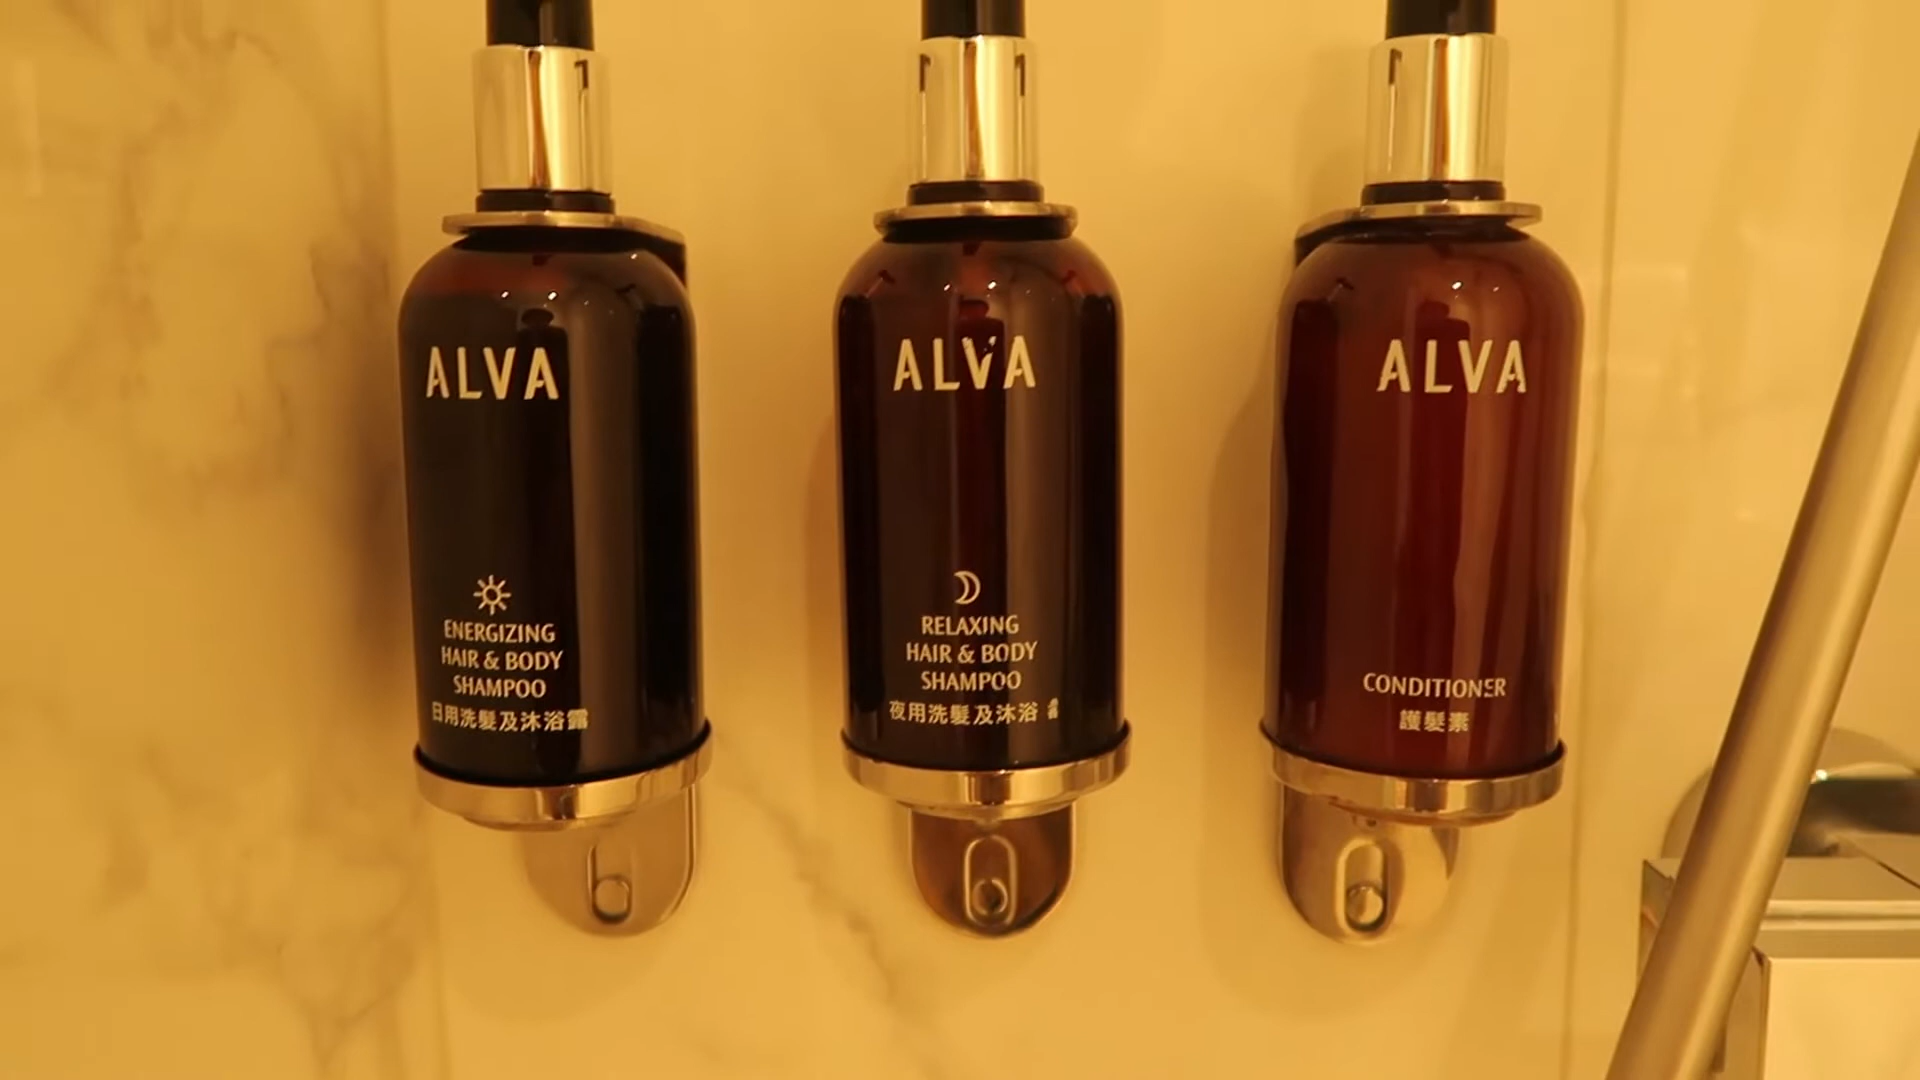 ALVA
ENERGIZING
HAIR & BODY
SHAMPOO
日用洗髮及沐浴露
ALVA
RELAXING
HAIR & BODY
SHAMPOO
夜用洗髮及沐浴露
ALVA
CONDITIONER
護髮素